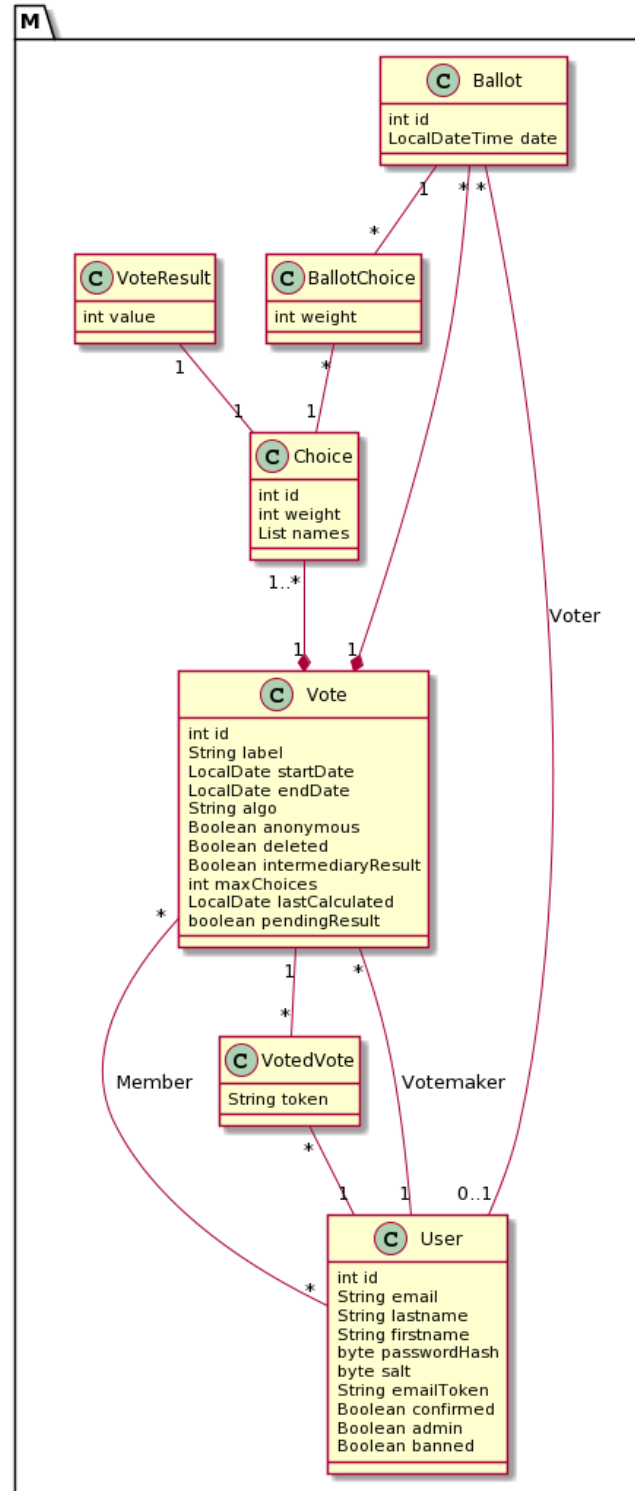 M
C Ballot
int id
LocalDateTime date
1
*
*
*
C VoteResult
int value
C BallotChoice
int weight
1
*
1
1
C Choice
int id
int weight
List names
Voter
1..*
1
1
C Vote
int id
String label
LocalDate startDate
LocalDate endDate
String algo
Boolean anonymous
Boolean deleted
Boolean intermediaryResult
int maxChoices
LocalDate lastCalculated
boolean pendingResult
*
1
*
*
C VotedVote
String token
Member
Votemaker
*
1
1
0..1
*
C User
int id
String email
String lastname
String firstname
byte passwordHash
byte salt
String emailToken
Boolean confirmed
Boolean admin
Boolean banned